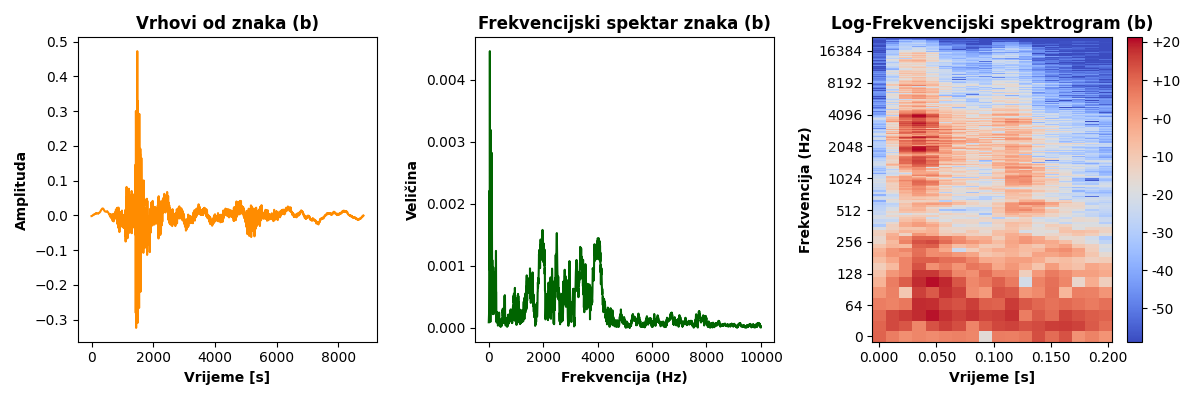 Vrhovi od znaka (b)
0.5
0.4
0.3
0.2
0.1
0.0
−0.1
−0.2
−0.3
Amplituda
0 2000 4000 6000 8000
Vrijeme [s]
Frekvencijski spektar znaka (b)
0.004
0.003
0.002
0.001
0.000
Veličina
0 2000 4000 6000 8000 10000
Frekvencija (Hz)
Log-Frekvencijski spektrogram (b)
16384
8192
4096
2048
1024
512
256
128
64
0
Frekvencija (Hz)
0.000 0.050 0.100 0.150 0.200
Vrijeme [s]
+20
+10
+0
-10
-20
-30
-40
-50